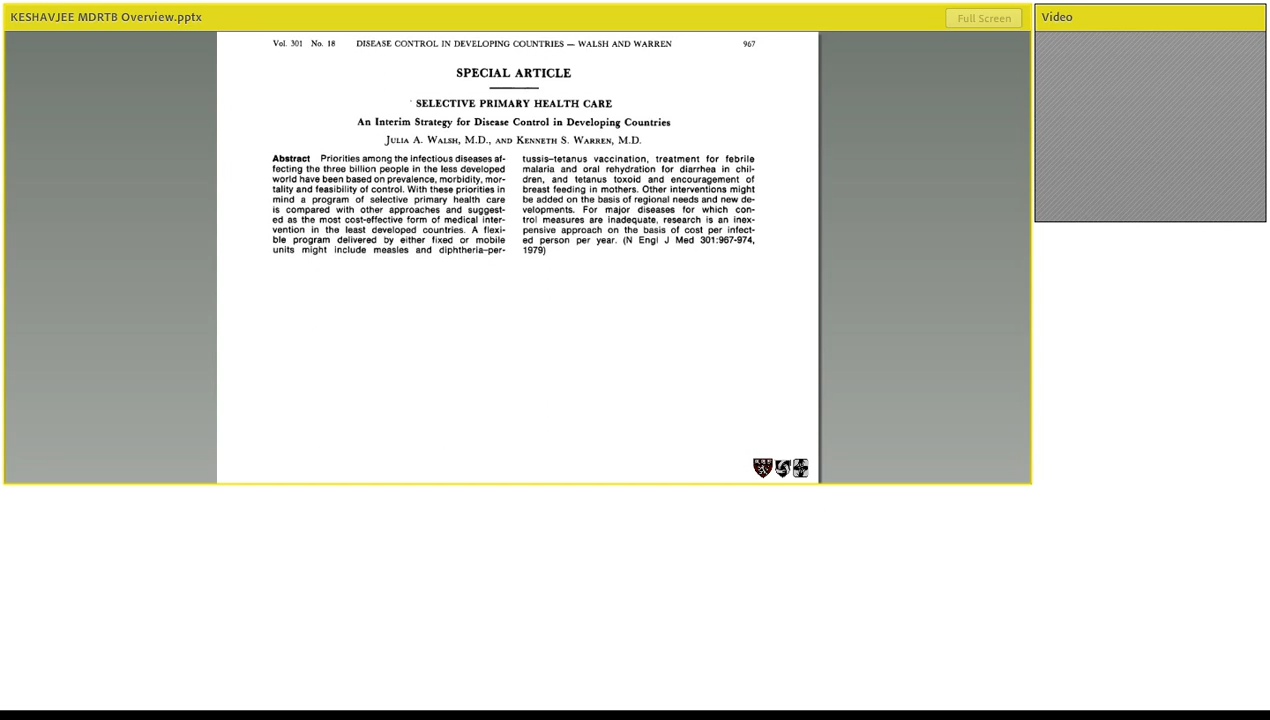 KESHAVJEE MDRTB Overview.pptx
Full Screen
Video
Vol. 301 No. 18 DISEASE CONTROL IN DEVELOPING COUNTRIES — WALSH AND WARREN 967
SPECIAL ARTICLE
SELECTIVE PRIMARY HEALTH CARE
An Interim Strategy for Disease Control in Developing Countries
JULIA A. WALSH, M.D., AND KENNETH S. WARREN, M.D.
Abstract Priorities among the infectious diseases af-
fecting the three billion people in the less developed
world have been based on prevalence, morbidity, mor-
tality and feasibility of control. With these priorities in
mind a program of selective primary health care
is compared with other approaches and suggest-
ed as the most cost-effective form of medical inter-
vention in the least developed countries. A flexi-
ble program delivered by either fixed or mobile
units might include measles and diphtheria–per-
tussis–tetanus vaccination, treatment for febrile
malaria and oral rehydration for diarrhea in chil-
dren, and tetanus toxoid and encouragement of
breast feeding in mothers. Other interventions might
be added on the basis of regional needs and new de-
velopments. For major diseases for which con-
trol measures are inadequate, research is an inex-
pensive approach on the basis of cost per infect-
ed person per year. (N Engl J Med 301:967-974,
1979)